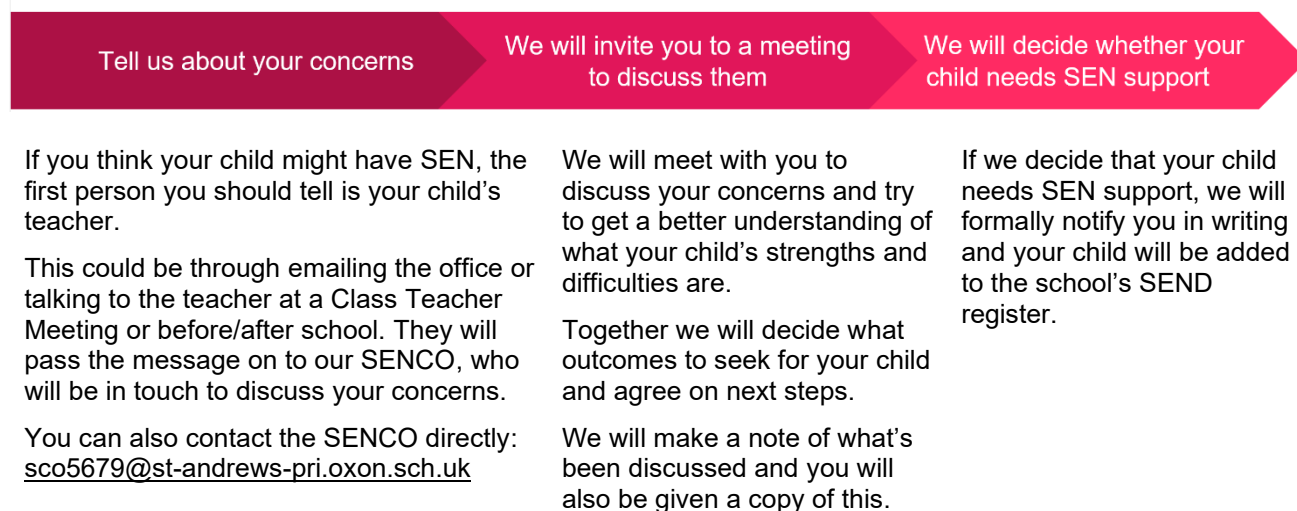 Tell us about your concerns
We will invite you to a meeting
to discuss them
We will decide whether your
child needs SEN support
If you think your child might have SEN, the
first person you should tell is your child’s
teacher.
This could be through emailing the office or
talking to the teacher at a Class Teacher
Meeting or before/after school. They will
pass the message on to our SENCO, who
will be in touch to discuss your concerns.
You can also contact the SENCO directly:
sco5679@st-andrews-pri.oxon.sch.uk
We will meet with you to
discuss your concerns and try
to get a better understanding of
what your child’s strengths and
difficulties are.
Together we will decide what
outcomes to seek for your child
and agree on next steps.
We will make a note of what’s
been discussed and you will
also be given a copy of this.
If we decide that your child
needs SEN support, we will
formally notify you in writing
and your child will be added
to the school’s SEND
register.